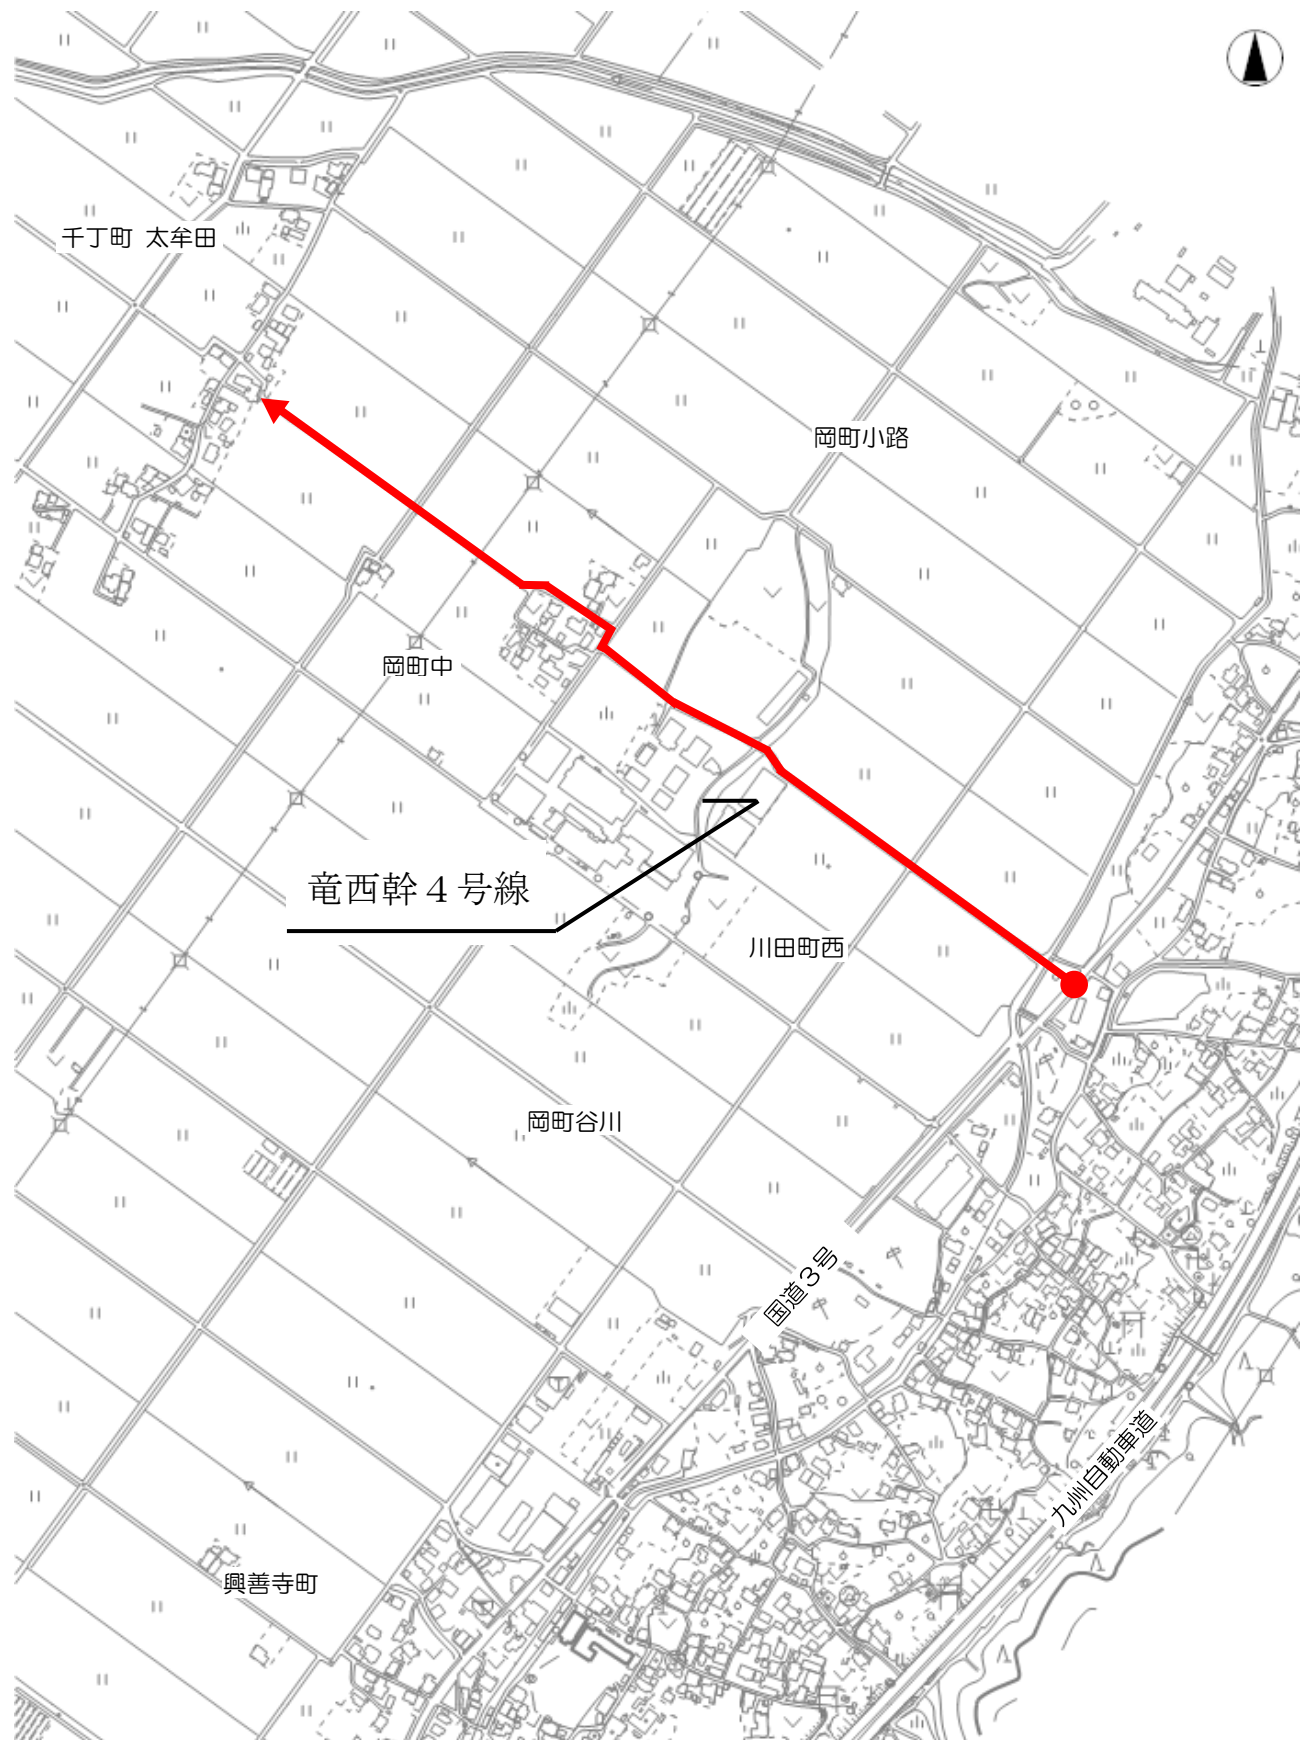 千丁町 太牟田
岡町小路
岡町中
竜西幹４号線
川田町西
岡町谷川
国道３号
九州自動車道
興善寺町